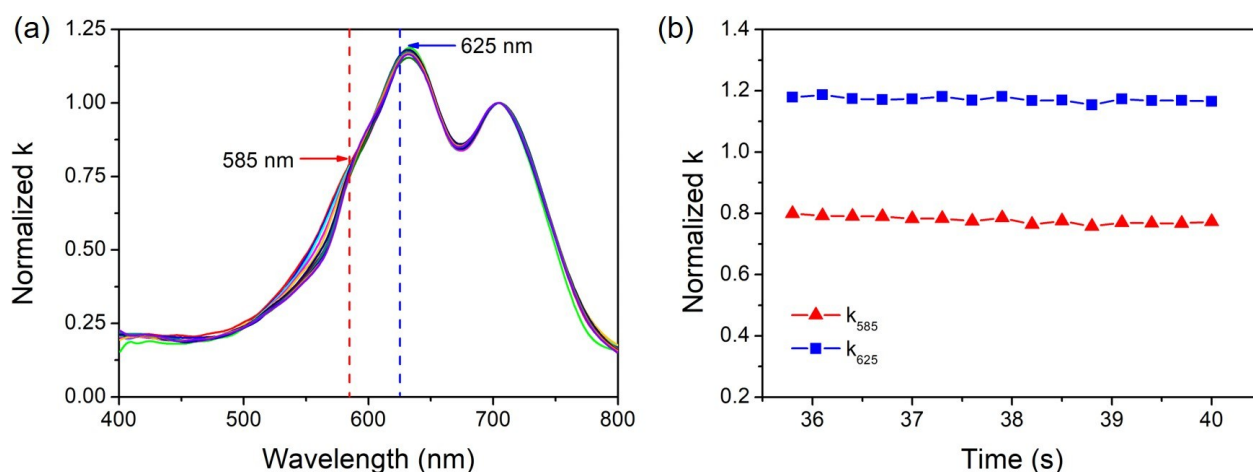 (a)
1.25
1.00
0.75
0.50
0.25
0.00
Normalized k
585 nm
625 nm
400 500 600 700 800
Wavelength (nm)
(b)
1.4
1.2
1.0
0.8
0.6
0.4
0.2
Normalized k
k585
k625
36 37 38 39 40
Time (s)